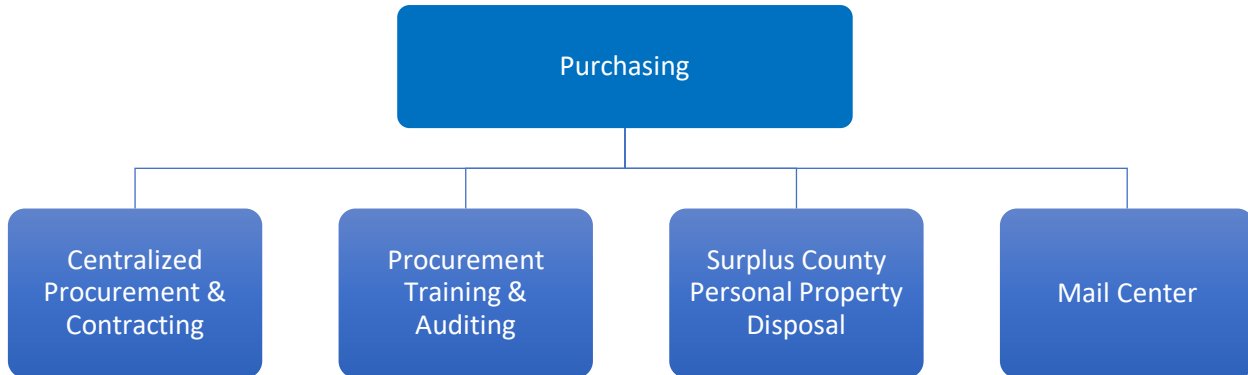 Purchasing
Centralized
Procurement &
Contracting
Procurement
Training &
Auditing
Surplus County
Personal Property
Disposal
Mail Center